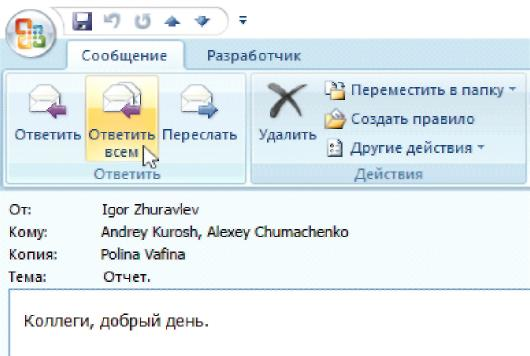 Сообщение Разработчик
Ответить Ответить всем Переслать Удалить
Переместить в папку
Создать правило
Другие действия
Ответить Действия
От: Igor Zhuravlev
Кому: Andrey Kurosh, Alexey Chumachenko
Копия: Polina Vafina
Тема: Отчет.
Коллеги, добрый день.